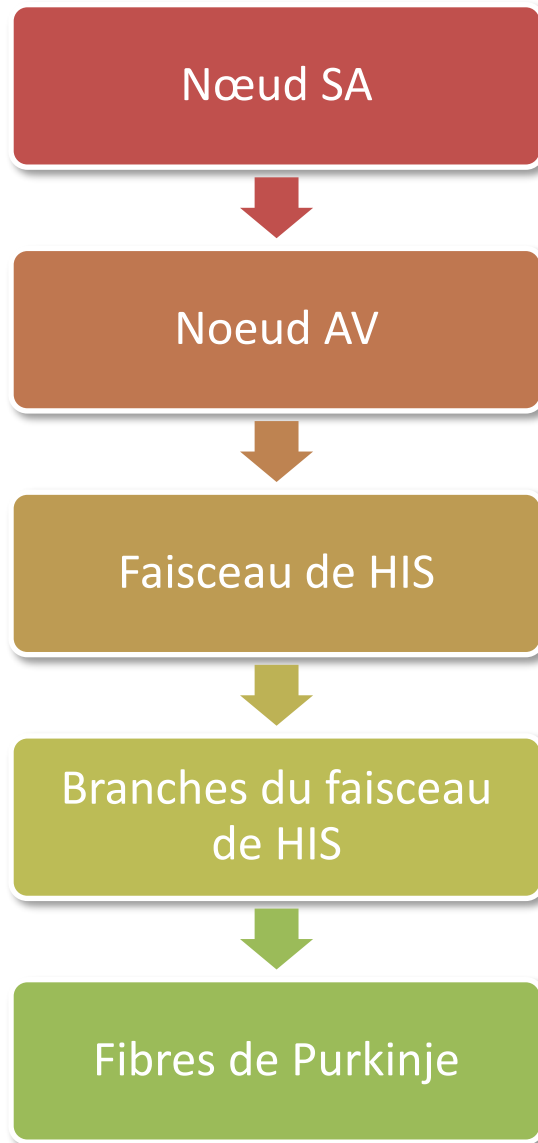 Nœud SA
Noeud AV
Faisceau de HIS
Branches du faisceau
de HIS
Fibres de Purkinje